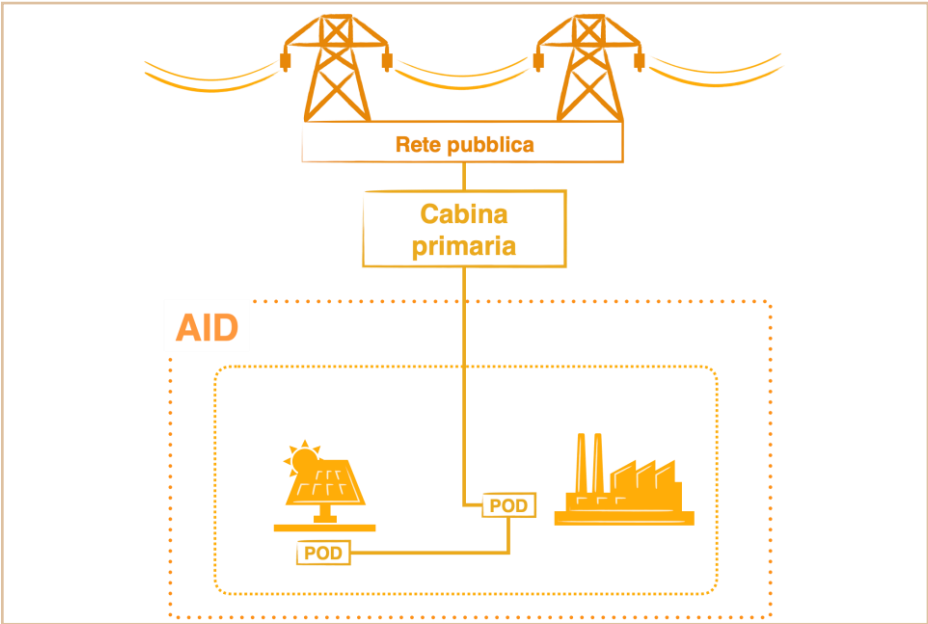 Rete pubblica
Cabina
primaria
AID
POD
POD